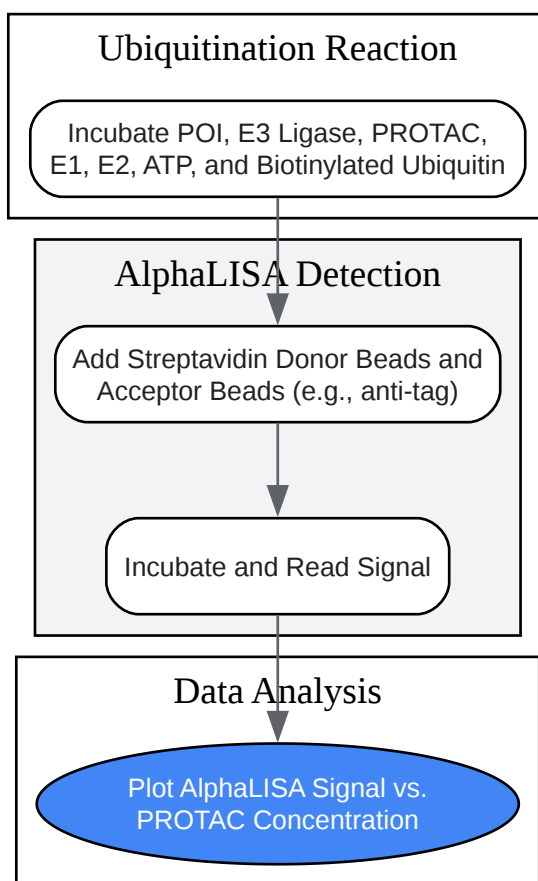 Ubiquitination Reaction
Incubate POI, E3 Ligase, PROTAC,
E1, E2, ATP, and Biotinylated Ubiquitin
AlphaLISA Detection
Add Streptavidin Donor Beads and
Acceptor Beads (e.g., anti-tag)
Incubate and Read Signal
Data Analysis
Plot AlphaLISA Signal vs.
PROTAC Concentration